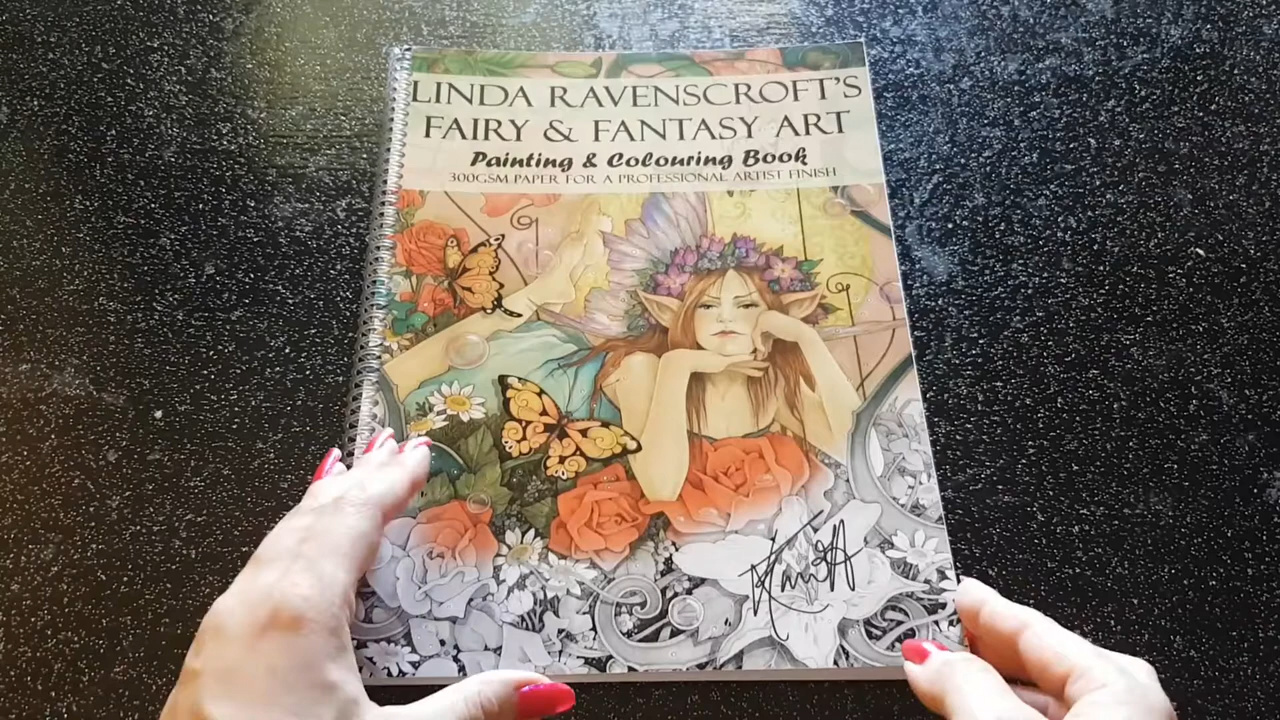 LINDA RAVENSCROFT'S
FAIRY & FANTASY ART
Painting & Colouring Book
300GSM PAPER FOR A PROFESSIONAL ARTIST FINISH